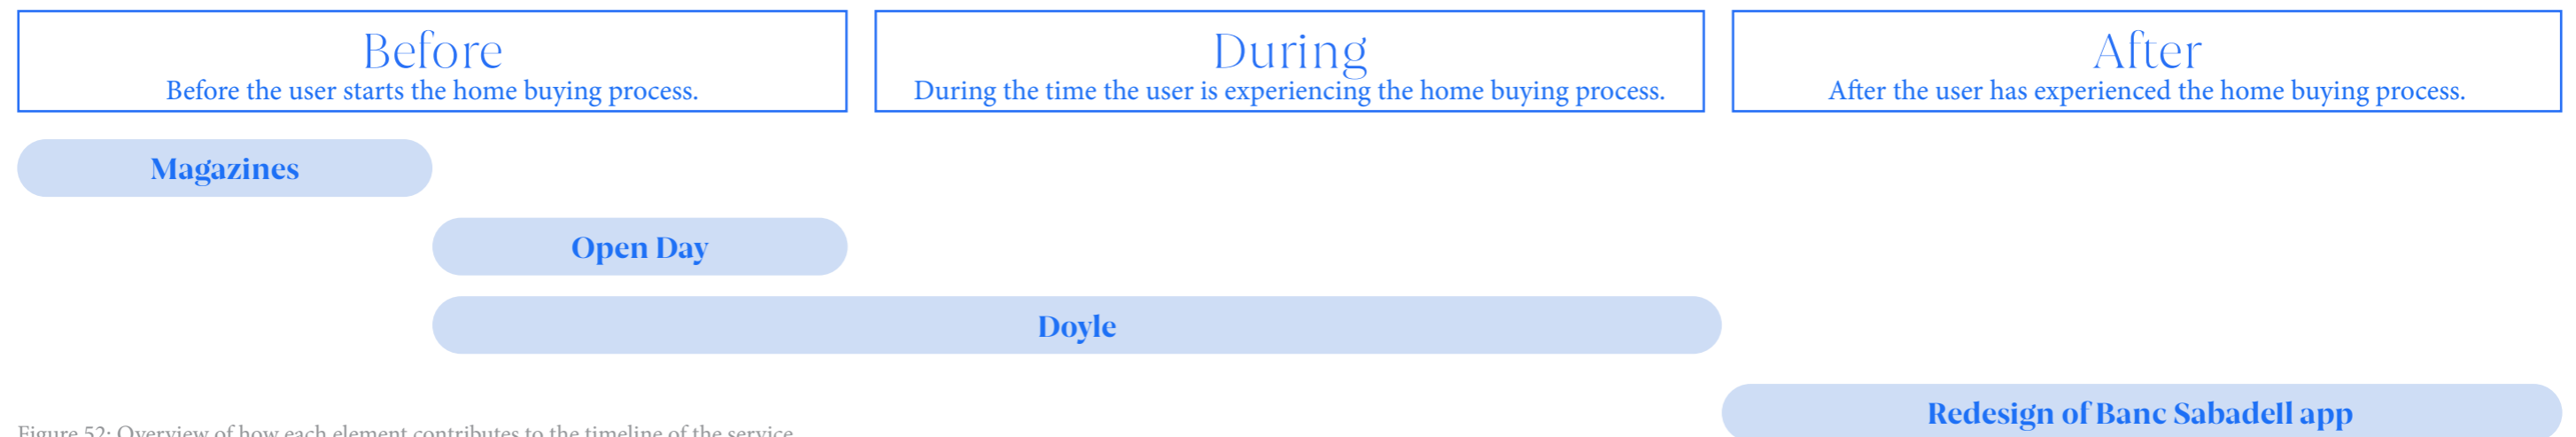 Before
Before the user starts the home buying process.
During
During the time the user is experiencing the home buying process.
After
After the user has experienced the home buying process.
Magazines
Open Day
Doyle
Redesign of Banc Sabadell app
Figure 52: Overview of how each element contributes to the timeline of the service